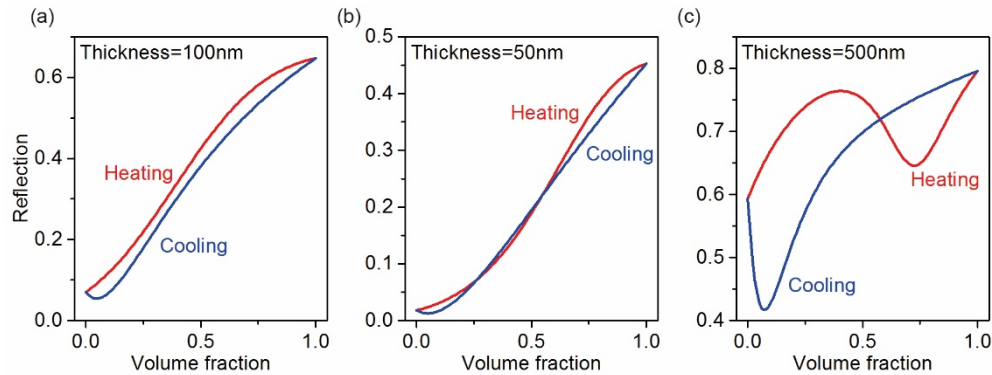 (a)
Thickness=100nm
Reflection
0.6
0.4
0.2
0.0
Heating
Cooling
0.0 0.5 1.0
Volume fraction
(b)
Thickness=50nm
0.5
0.4
0.3
0.2
0.1
0.0
Heating
Cooling
0.0 0.5 1.0
Volume fraction
(c)
Thickness=500nm
0.8
0.7
0.6
0.5
0.4
Heating
Cooling
0.0 0.5 1.0
Volume fraction